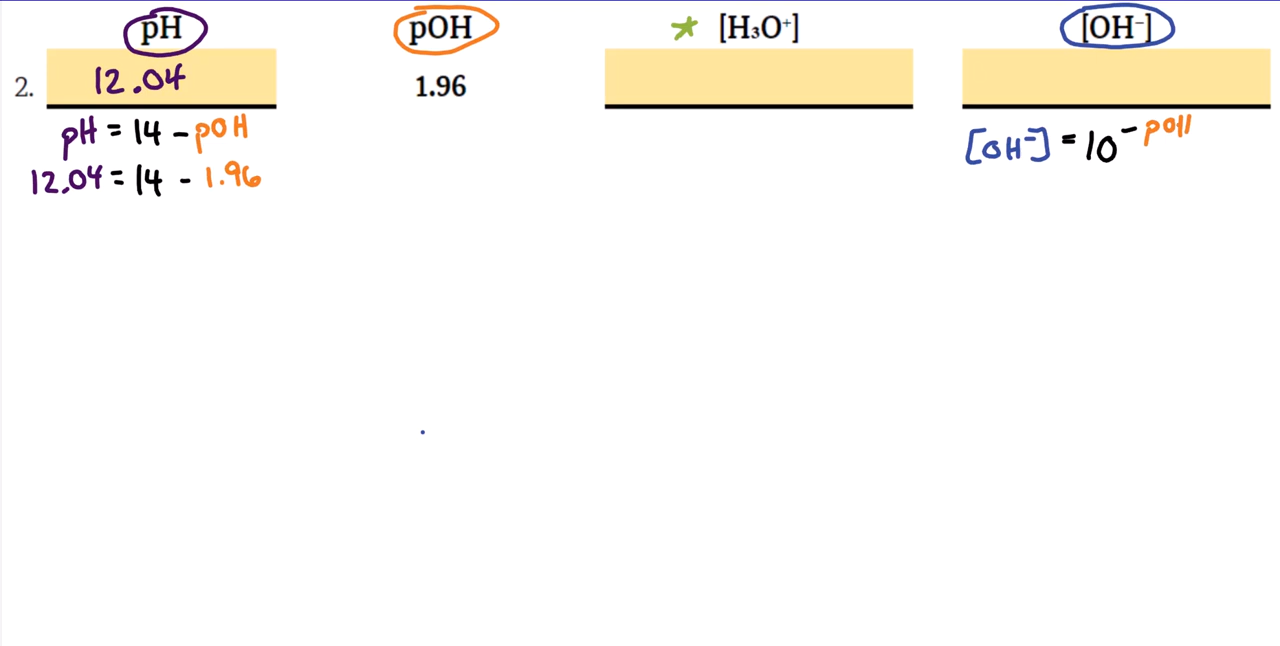 pH pOH [H₃O⁺] [OH⁻]
2. 12.04 1.96
pH = 14 - pOH [OH⁻] = 10⁻ᵖᴼᴴ
12.04 = 14 - 1.96